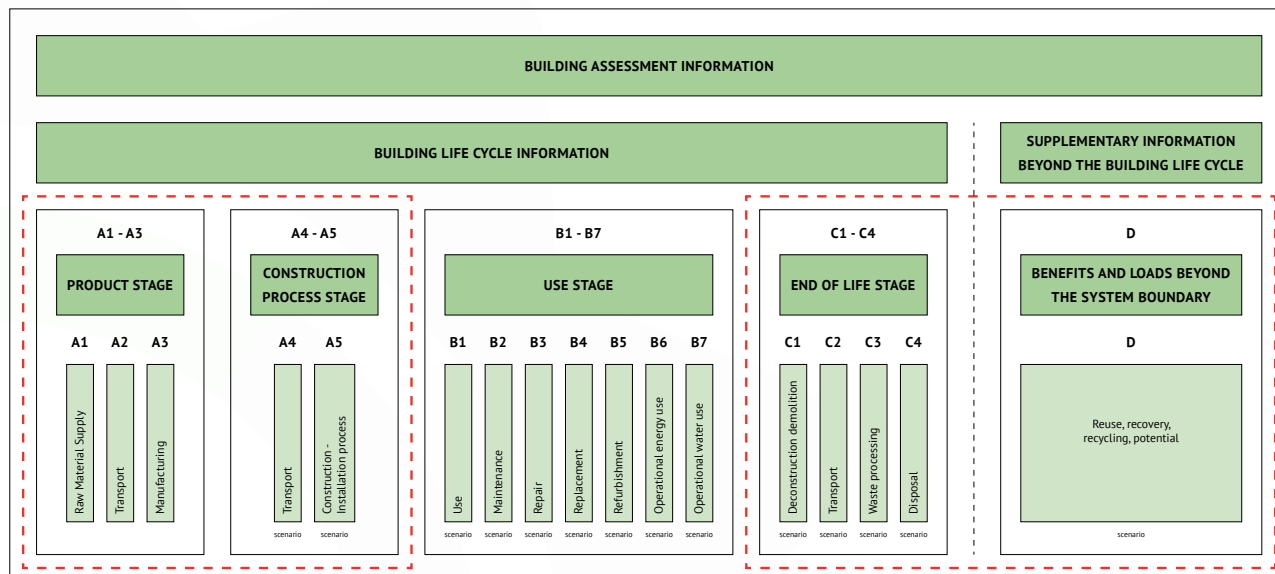 BUILDING ASSESSMENT INFORMATION
BUILDING LIFE CYCLE INFORMATION
SUPPLEMENTARY INFORMATION
BEYOND THE BUILDING LIFE CYCLE
A1 - A3
PRODUCT STAGE
A1
A2
A3
Raw Material Supply
Transport
Manufacturing
A4 - A5
CONSTRUCTION
PROCESS STAGE
A4
A5
Transport
Construction -
Installation process
scenario
scenario
B1 - B7
USE STAGE
B1
B2
B3
B4
B5
B6
B7
Use
Maintenance
Repair
Replacement
Refurbishment
Operational energy use
Operational water use
scenario
scenario
scenario
scenario
scenario
scenario
scenario
C1 - C4
END OF LIFE STAGE
C1
C2
C3
C4
Deconstruction demolition
Transport
Waste processing
Disposal
scenario
scenario
scenario
scenario
D
BENEFITS AND LOADS BEYOND
THE SYSTEM BOUNDARY
D
Reuse, recovery,
recycling, potential
scenario